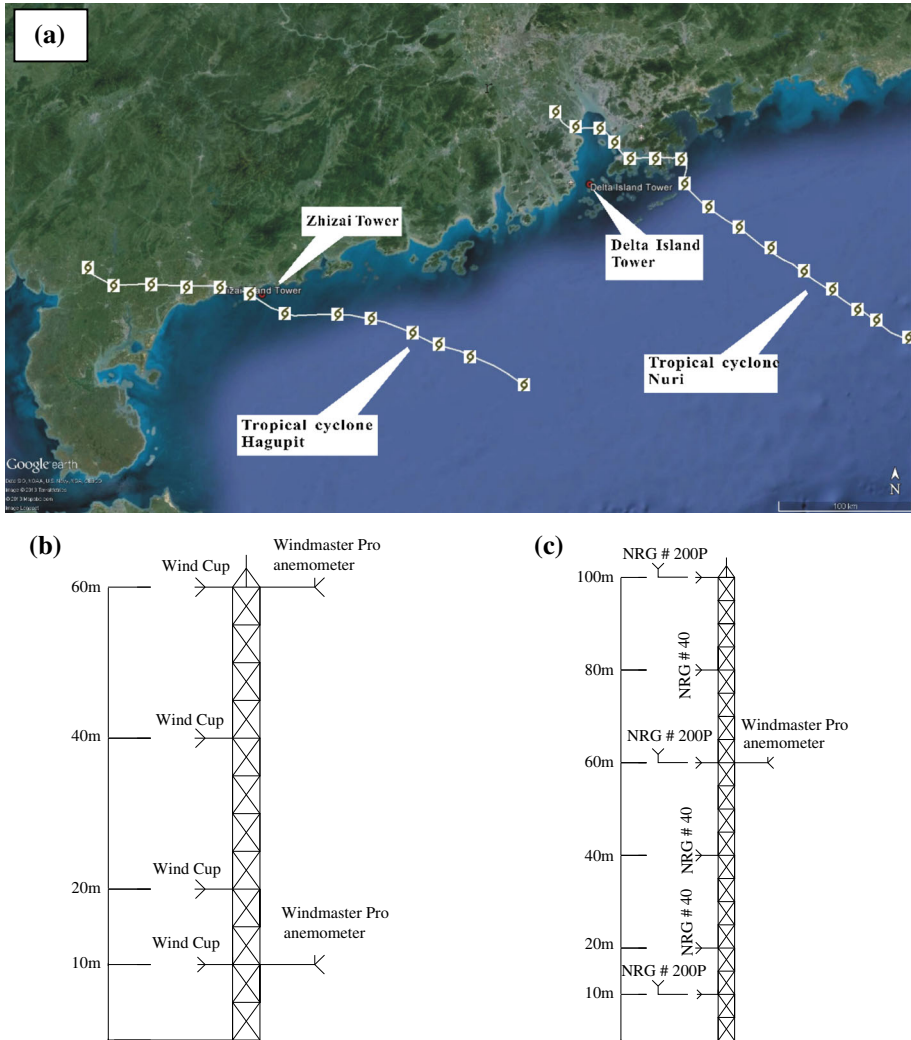 (a)
Zhizai Tower
Delta Island Tower
Delta Island
Tower
Tropical cyclone
Nuri
Tropical cyclone
Hagupit
Google earth
N
100 km
(b)
Wind Cup
Windmaster Pro
anemometer
60m
Wind Cup
40m
Wind Cup
20m
Windmaster Pro
anemometer
Wind Cup
10m
(c)
NRG # 200P
100m
NRG # 40
80m
NRG # 200P
Windmaster Pro
anemometer
60m
NRG # 40
40m
NRG # 40
20m
NRG # 200P
10m